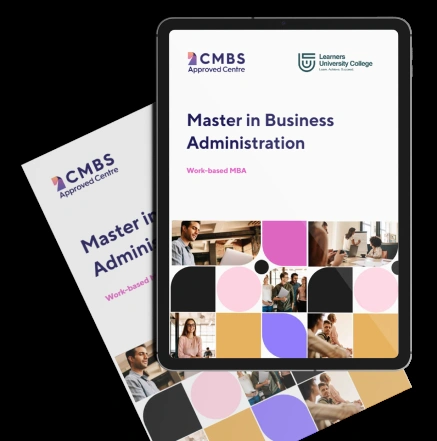 CMBS
Approved Centre
Learners
University College
Master in Business
Administration
Work-based MBA
CMBS
Approved Centre
Master in
Admini
Work-based